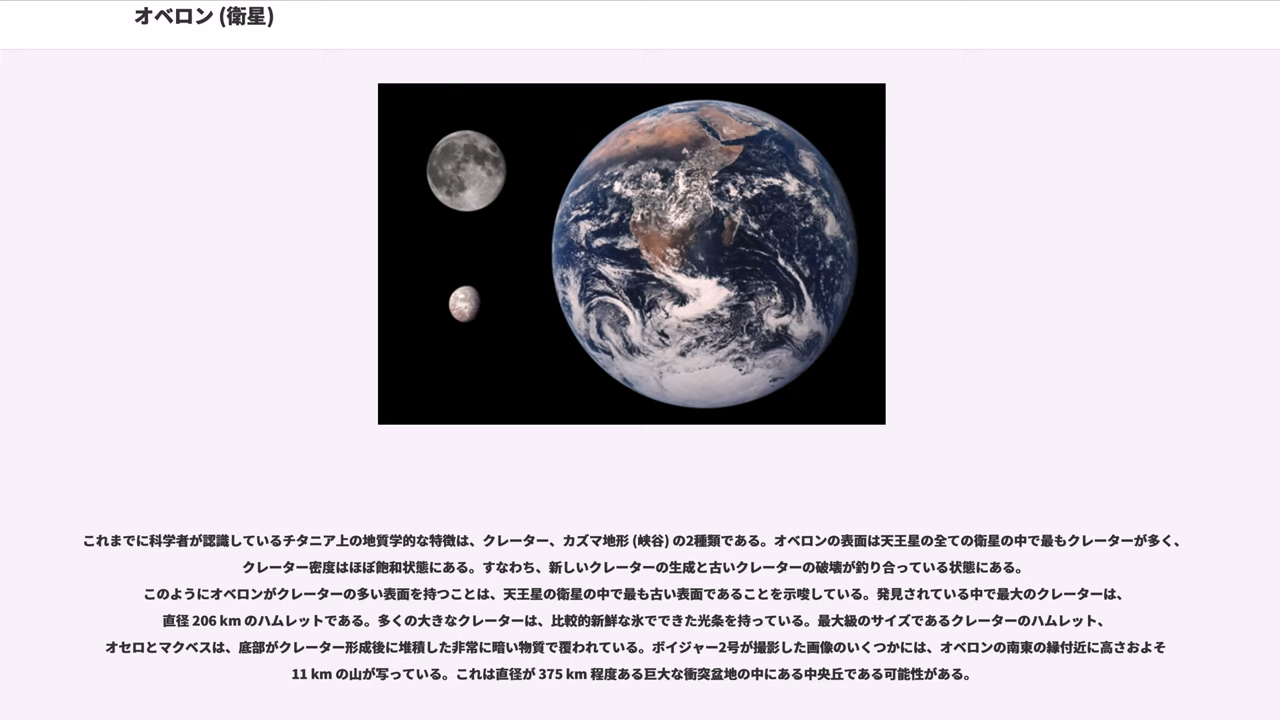 オベロン (衛星)
これまでに科学者が認識しているチタニア上の地質学的な特徴は、クレーター、カズマ地形 (峡谷) の2種類である。オベロンの表面は天王星の全ての衛星の中で最もクレーターが多く、
クレーター密度はほぼ飽和状態にある。すなわち、新しいクレーターの生成と古いクレーターの破壊が釣り合っている状態にある。
このようにオベロンがクレーターの多い表面を持つことは、天王星の衛星の中で最も古い表面であることを示唆している。発見されている中で最大のクレーターは、
直径 206 km のハムレットである。多くの大きなクレーターは、比較的新鮮な氷でできた光条を持っている。最大級のサイズであるクレーターのハムレット、
オセロとマクベスは、底部がクレーター形成後に堆積した非常に暗い物質で覆われている。ボイジャー2号が撮影した画像のいくつかには、オベロンの南東の縁付近に高さおよそ
11 km の山が写っている。これは直径が 375 km 程度ある巨大な衝突盆地の中にある中央丘である可能性がある。